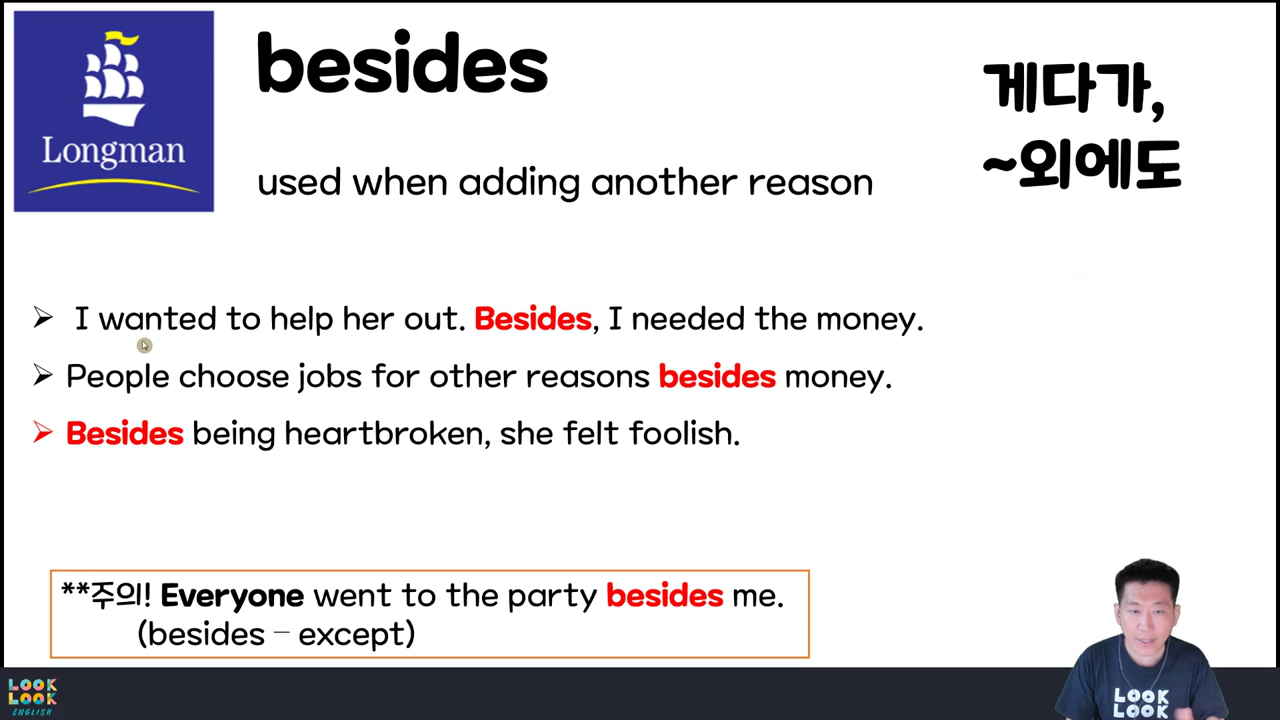 Longman
besides
게다가,
~외에도
used when adding another reason
➢ I wanted to help her out. Besides, I needed the money.
➢ People choose jobs for other reasons besides money.
➢ Besides being heartbroken, she felt foolish.
**주의! Everyone went to the party besides me.
(besides – except)
LOOK
LOOK
ENGLISH
LOOK
LOOK